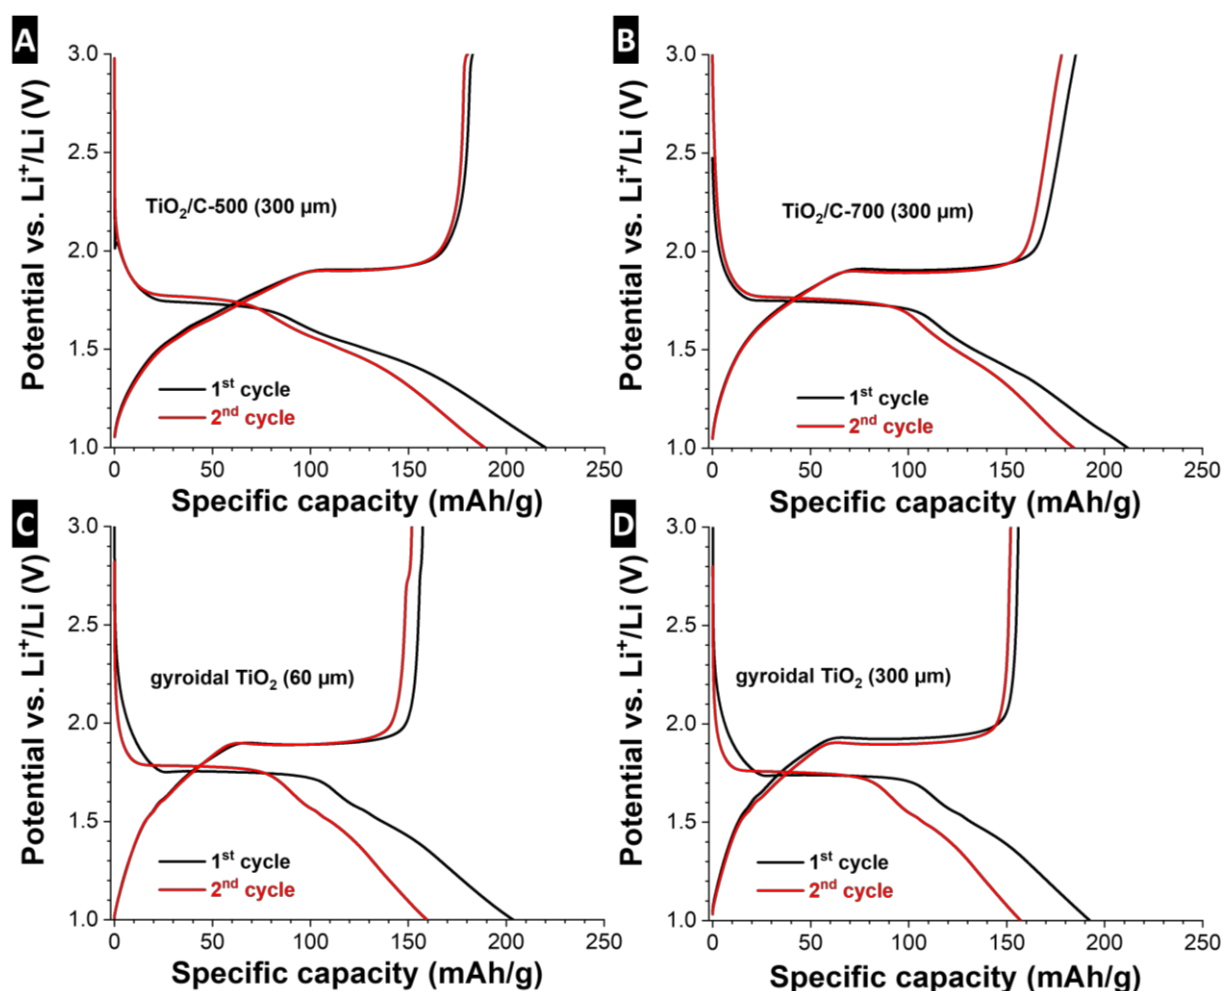 A
Potential vs. Li⁺/Li (V)
3.0
2.5
2.0
1.5
1.0
TiO₂/C-500 (300 µm)
1ˢᵗ cycle
2ⁿᵈ cycle
0 50 100 150 200 250
Specific capacity (mAh/g)
B
Potential vs. Li⁺/Li (V)
3.0
2.5
2.0
1.5
1.0
TiO₂/C-700 (300 µm)
1ˢᵗ cycle
2ⁿᵈ cycle
0 50 100 150 200 250
Specific capacity (mAh/g)
C
Potential vs. Li⁺/Li (V)
3.0
2.5
2.0
1.5
1.0
gyroidal TiO₂ (60 µm)
1ˢᵗ cycle
2ⁿᵈ cycle
0 50 100 150 200 250
Specific capacity (mAh/g)
D
Potential vs. Li⁺/Li (V)
3.0
2.5
2.0
1.5
1.0
gyroidal TiO₂ (300 µm)
1ˢᵗ cycle
2ⁿᵈ cycle
0 50 100 150 200 250
Specific capacity (mAh/g)